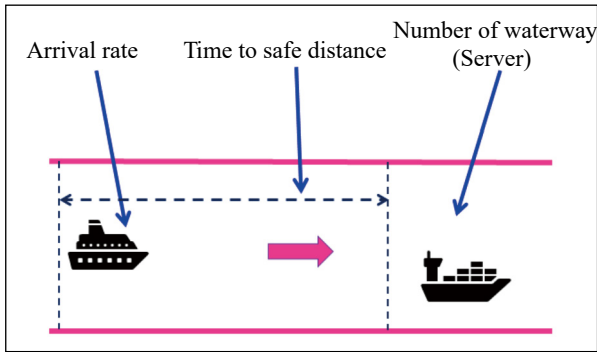 Arrival rate
Time to safe distance
Number of waterway
(Server)